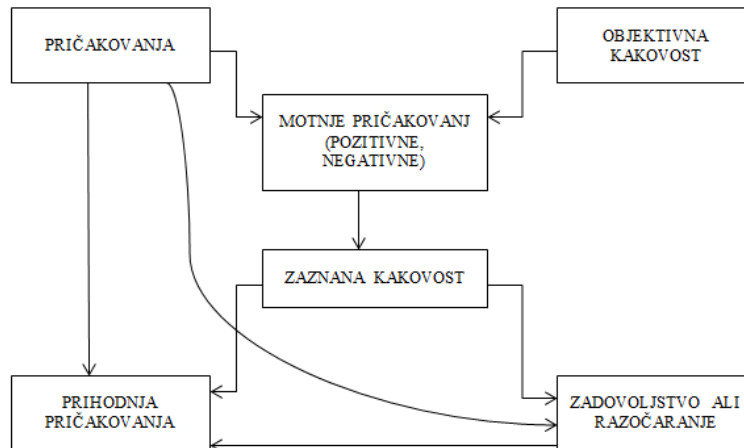 PRIČAKOVANJA
OBJEKTIVNA
KAKOVOST
MOTNJE PRIČAKOVANJ
(POZITIVNE,
NEGATIVNE)
ZAZNANA KAKOVOST
PRIHODNJA
PRIČAKOVANJA
ZADOVOLJSTVO ALI
RAZOČARANJE